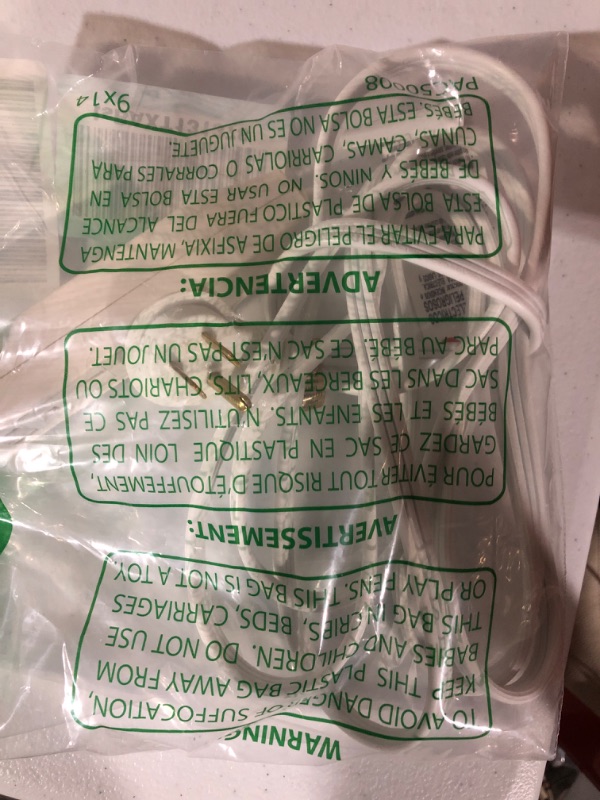 WARNING
TO AVOID DANGER OF SUFFOCATION,
KEEP THIS PLASTIC BAG AWAY FROM
BABIES AND CHILDREN. DO NOT USE
THIS BAG IN CRIBS, BEDS, CARRIAGES
OR PLAY PENS. THIS BAG IS NOT A TOY
AVERTISSEMENT:
POUR ÉVITER TOUT RISQUE D'ÉTOUFFEMENT,
GARDEZ CE SAC EN PLASTIQUE LOIN DES
BÉBÉS ET LES ENFANTS. N'UTILISEZ PAS CE
SAC DANS LES BERCEAUX, LITS, CHARIOTS OU
PARC AU BÉBÉ. CE SAC N'EST PAS UN JOUET.
ADVERTENCIA:
PARA EVITAR EL PELIGRO DE ASFIXIA, MANTENGA
ESTA BOLSA DE PLASTICO FUERA DEL ALCANCE
DE BEBÉS Y NINOS. NO USAR ESTA BOLSA EN
CUNAS, CAMAS, CARRIOLAS O CORRALES PARA
BEBES. ESTA BOLSA NO ES UN JUGUETE.
9x14
PELIGROSOS